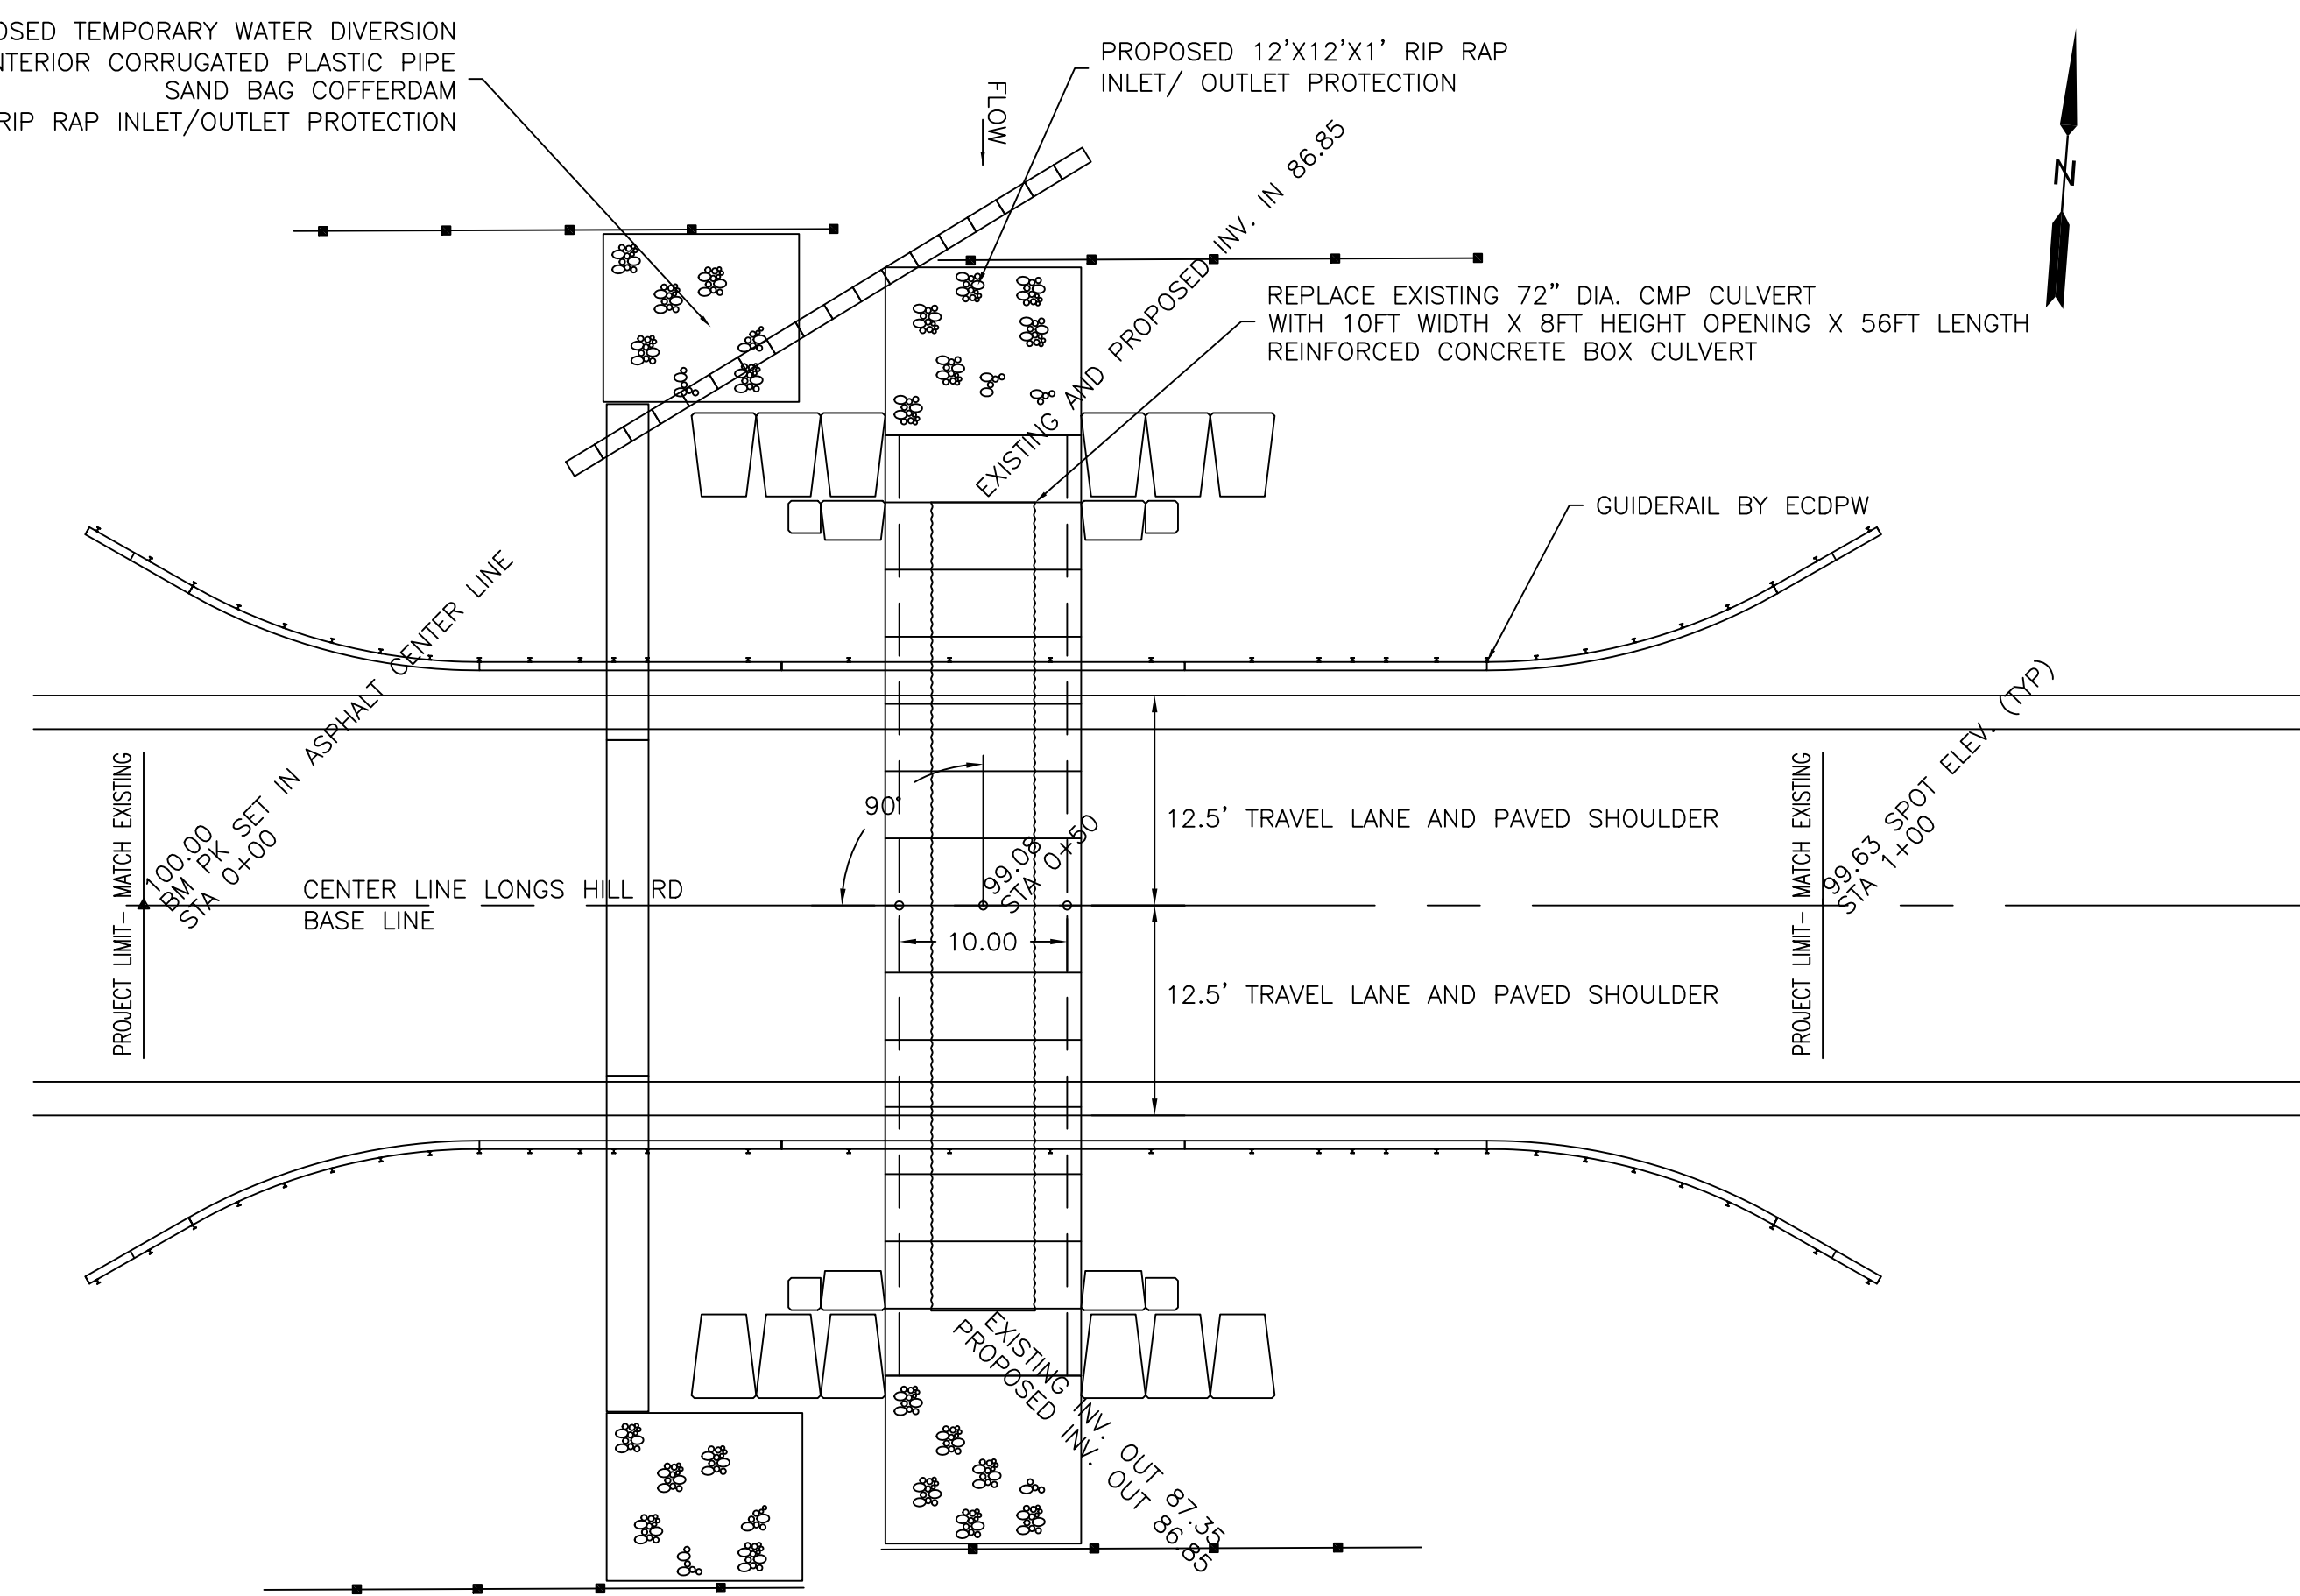 OSED TEMPORARY WATER DIVERSION
NTERIOR CORRUGATED PLASTIC PIPE
SAND BAG COFFERDAM
RIP RAP INLET/OUTLET PROTECTION
FLOW
PROPOSED 12'X12'X1' RIP RAP
INLET/ OUTLET PROTECTION
N
EXISTING AND PROPOSED INV. IN 86.85
REPLACE EXISTING 72" DIA. CMP CULVERT
WITH 10FT WIDTH X 8FT HEIGHT OPENING X 56FT LENGTH
REINFORCED CONCRETE BOX CULVERT
GUIDERAIL BY ECDPW
PROJECT LIMIT- MATCH EXISTING
100.00
BM PK SET IN ASPHALT CENTER LINE
STA 0+00
CENTER LINE LONGS HILL RD
BASE LINE
90°
99.08
STA 0+50
10.00
12.5' TRAVEL LANE AND PAVED SHOULDER
12.5' TRAVEL LANE AND PAVED SHOULDER
PROJECT LIMIT- MATCH EXISTING
99.63 SPOT ELEV. (TYP)
STA 1+00
EXISTING INV. OUT 87.35
PROPOSED INV. OUT 86.85